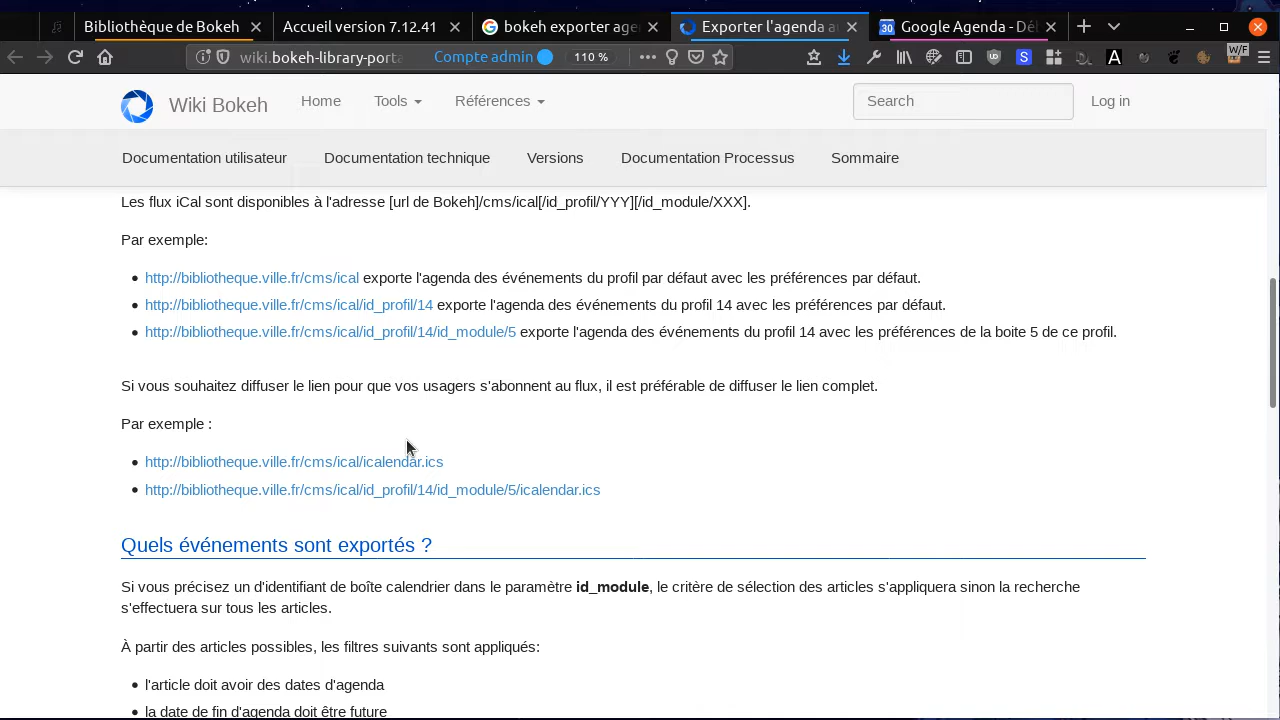 Bibliothèque de Bokeh
Accueil version 7.12.41
bokeh exporter age
Exporter l'agenda a
30 Google Agenda - Dé
wiki.bokeh-library-porta
Compte admin
110 %
S
A
W/F
Wiki Bokeh
Home
Tools
Références
Search
Log in
Documentation utilisateur
Documentation technique
Versions
Documentation Processus
Sommaire
Les flux iCal sont disponibles à l'adresse [url de Bokeh]/cms/ical[/id_profil/YYY][/id_module/XXX].
Par exemple:
• http://bibliotheque.ville.fr/cms/ical exporte l'agenda des événements du profil par défaut avec les préférences par défaut.
• http://bibliotheque.ville.fr/cms/ical/id_profil/14 exporte l'agenda des événements du profil 14 avec les préférences par défaut.
• http://bibliotheque.ville.fr/cms/ical/id_profil/14/id_module/5 exporte l'agenda des événements du profil 14 avec les préférences de la boite 5 de ce profil.
Si vous souhaitez diffuser le lien pour que vos usagers s'abonnent au flux, il est préférable de diffuser le lien complet.
Par exemple :
• http://bibliotheque.ville.fr/cms/ical/icalendar.ics
• http://bibliotheque.ville.fr/cms/ical/id_profil/14/id_module/5/icalendar.ics
Quels événements sont exportés ?
Si vous précisez un d'identifiant de boîte calendrier dans le paramètre id_module, le critère de sélection des articles s'appliquera sinon la recherche
s'effectuera sur tous les articles.
À partir des articles possibles, les filtres suivants sont appliqués:
• l'article doit avoir des dates d'agenda
• la date de fin d'agenda doit être future